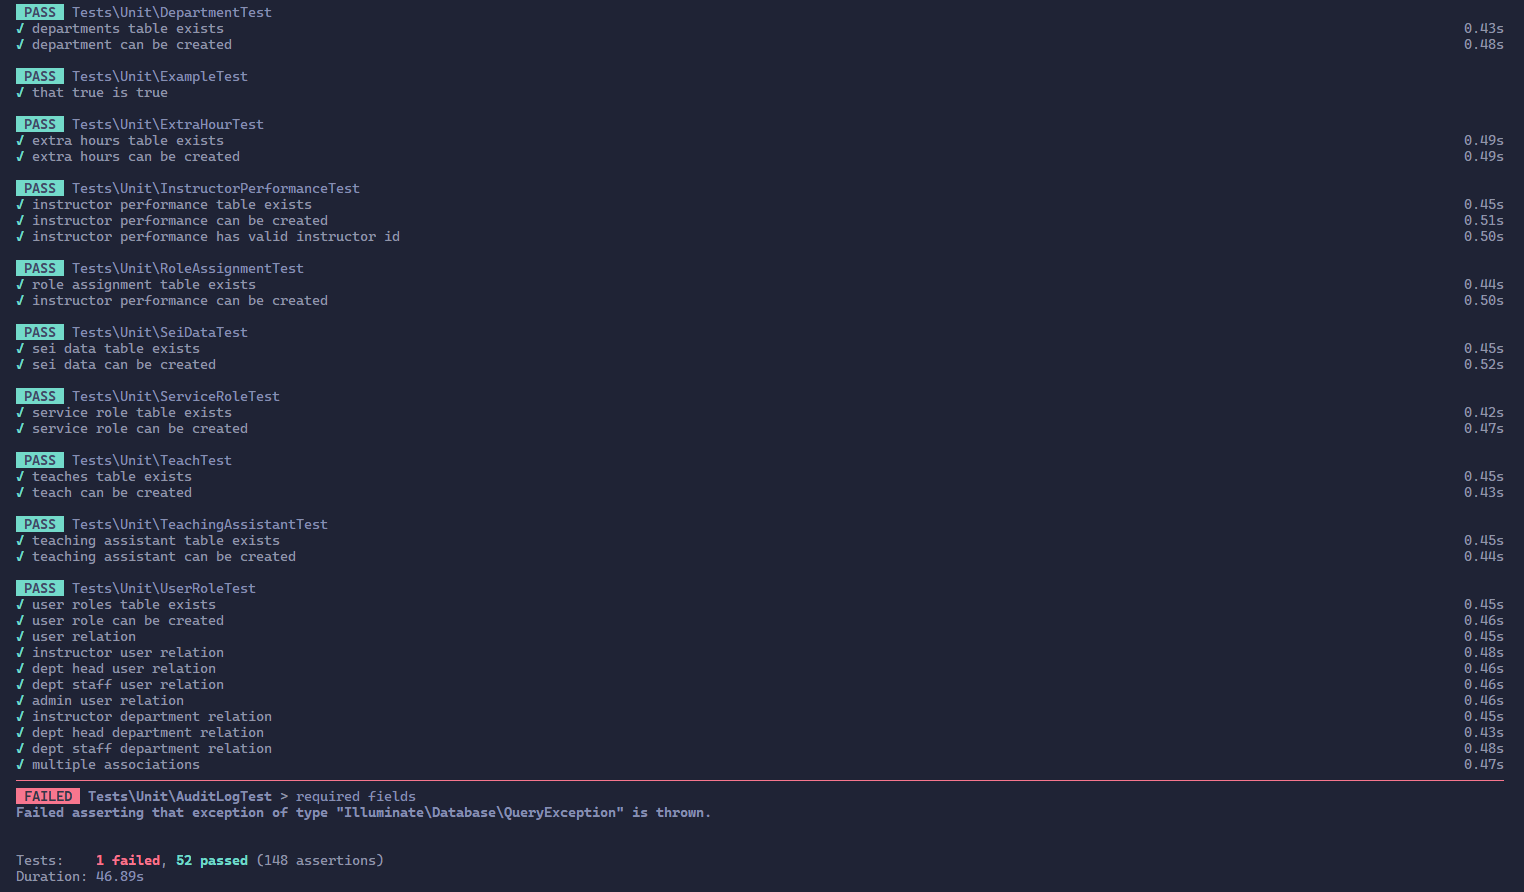 PASS Tests\Unit\DepartmentTest
✓ departments table exists 0.43s
✓ department can be created 0.48s
PASS Tests\Unit\ExampleTest
✓ that true is true
PASS Tests\Unit\ExtraHourTest
✓ extra hours table exists 0.49s
✓ extra hours can be created 0.49s
PASS Tests\Unit\InstructorPerformanceTest
✓ instructor performance table exists 0.45s
✓ instructor performance can be created 0.51s
✓ instructor performance has valid instructor id 0.50s
PASS Tests\Unit\RoleAssignmentTest
✓ role assignment table exists 0.44s
✓ instructor performance can be created 0.50s
PASS Tests\Unit\SeiDataTest
✓ sei data table exists 0.45s
✓ sei data can be created 0.52s
PASS Tests\Unit\ServiceRoleTest
✓ service role table exists 0.42s
✓ service role can be created 0.47s
PASS Tests\Unit\TeachTest
✓ teaches table exists 0.45s
✓ teach can be created 0.43s
PASS Tests\Unit\TeachingAssistantTest
✓ teaching assistant table exists 0.45s
✓ teaching assistant can be created 0.44s
PASS Tests\Unit\UserRoleTest
✓ user roles table exists 0.45s
✓ user role can be created 0.46s
✓ user relation 0.45s
✓ instructor user relation 0.48s
✓ dept head user relation 0.46s
✓ dept staff user relation 0.46s
✓ admin user relation 0.46s
✓ instructor department relation 0.45s
✓ dept head department relation 0.43s
✓ dept staff department relation 0.48s
✓ multiple associations 0.47s
FAILED Tests\Unit\AuditLogTest > required fields
Failed asserting that exception of type "Illuminate\Database\QueryException" is thrown.
Tests: 1 failed, 52 passed (148 assertions)
Duration: 46.89s